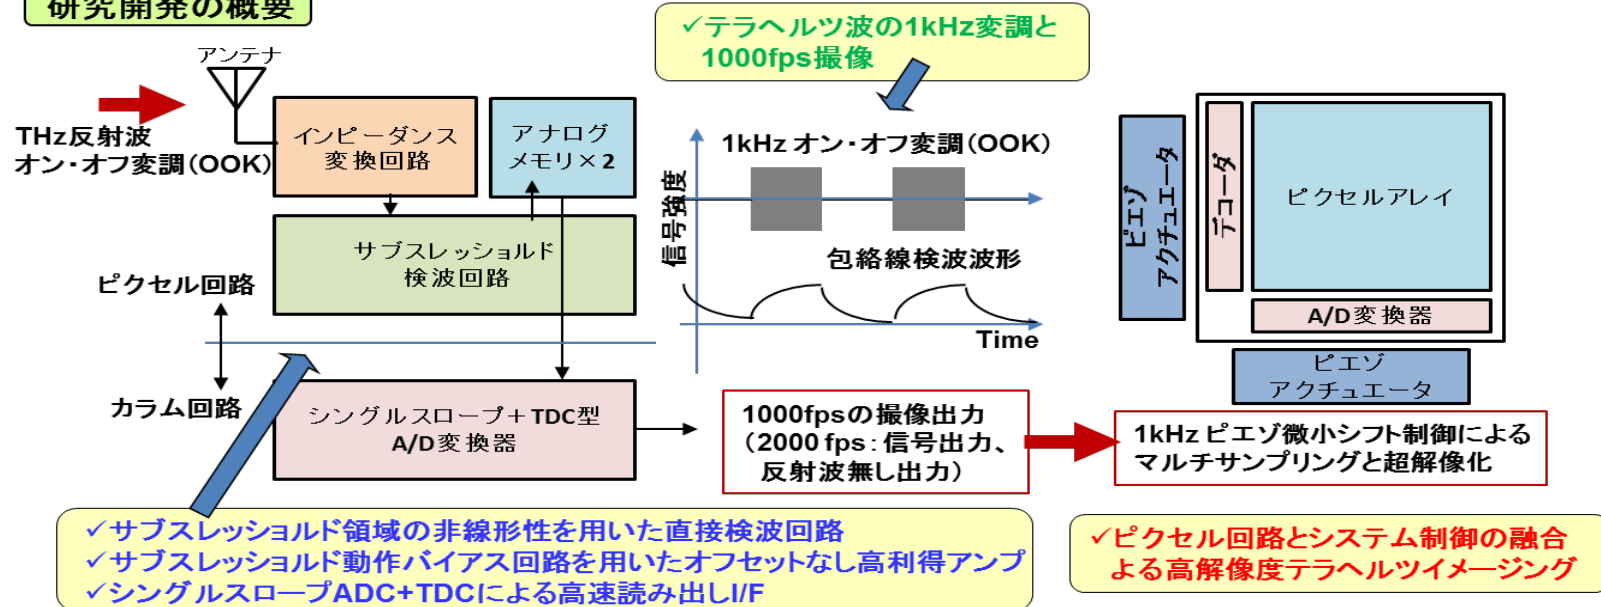 研究開発の概要
アンテナ
THz反射波
オン・オフ変調(OOK)
インピーダンス
変換回路
アナログ
メモリ×2
サブスレッショルド
検波回路
ピクセル回路
カラム回路
シングルスロープ+TDC型
A/D変換器
✓テラヘルツ波の1kHz変調と
1000fps撮像
信号強度
1kHz オン・オフ変調(OOK)
包絡線検波波形
Time
1000fpsの撮像出力
(2000 fps:信号出力、
反射波無し出力)
ピエゾ
アクチュエータ
デコーダ
ピクセルアレイ
A/D変換器
ピエゾ
アクチュエータ
1kHz ピエゾ微小シフト制御による
マルチサンプリングと超解像化
✓サブスレッショルド領域の非線形性を用いた直接検波回路
✓サブスレッショルド動作バイアス回路を用いたオフセットなし高利得アンプ
✓シングルスロープADC+TDCによる高速読み出しI/F
✓ピクセル回路とシステム制御の融合
よる高解像度テラヘルツイメージング